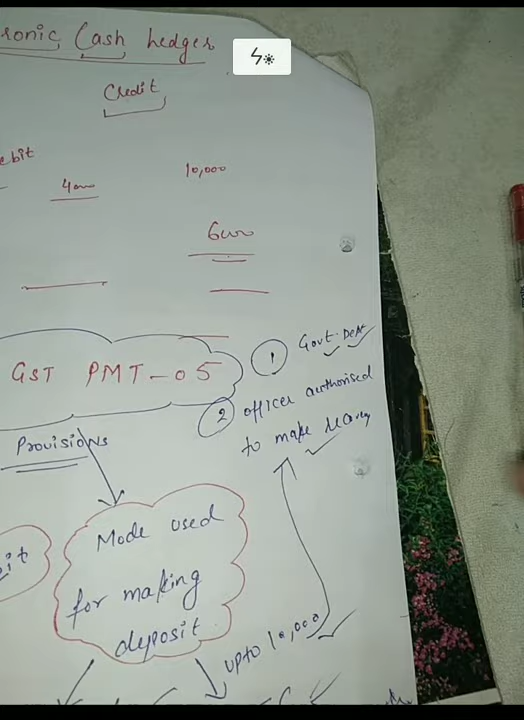 ronic Cash Ledger
Credit
ebit
4000
10,000
6000
GST PMT-05
1 Govt. Dept
2 officer authorised
to make
Provisions
Mode used
for making
deposit
it
upto 10,000